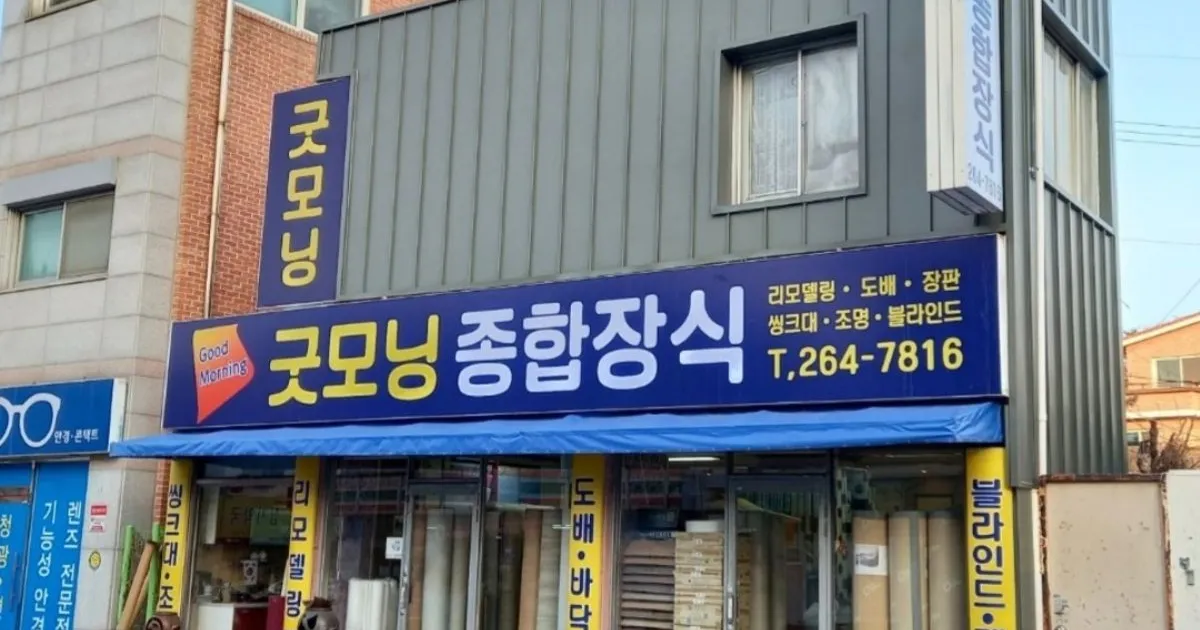 굿모닝
종합장식
264-7816
Good
Morning
굿모닝 종합장식
리모델링 · 도배 · 장판
씽크대 · 조명 · 블라인드
T,264-7816
안경·콘택트
렌즈 전문점
기능성 안경
청광
씽크대·조
리모델링
도배·바닥
블라인드·